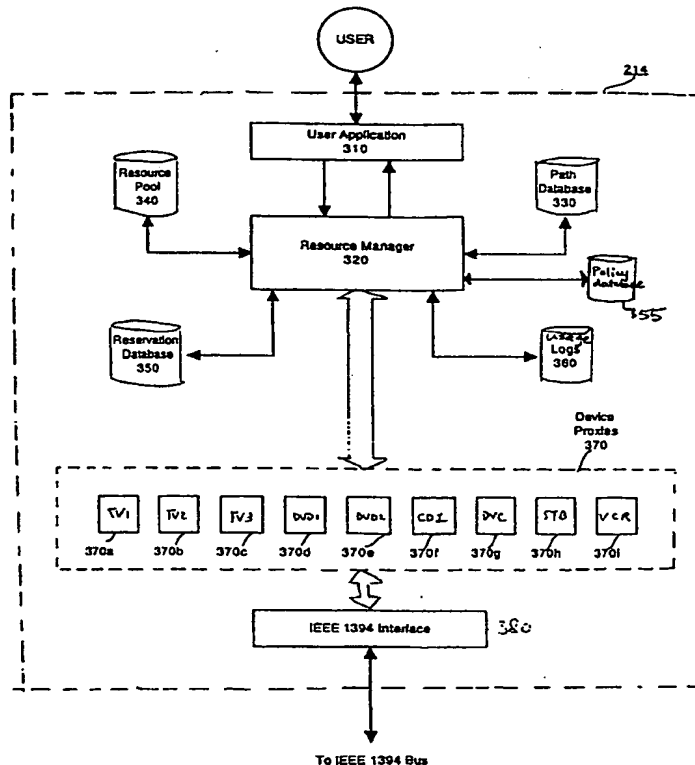 USER
214
User Application
310
Resource
Pool
340
Path
Database
330
Resource Manager
320
Policy
database
355
Reservation
Database
350
Usage
Logs
360
Device
Proxies
370
TV1
TV2
TV3
DVD1
DVD2
CD1
DVC
STB
VCR
370a
370b
370c
370d
370e
370f
370g
370h
370i
IEEE 1394 Interface
380
To IEEE 1394 Bus